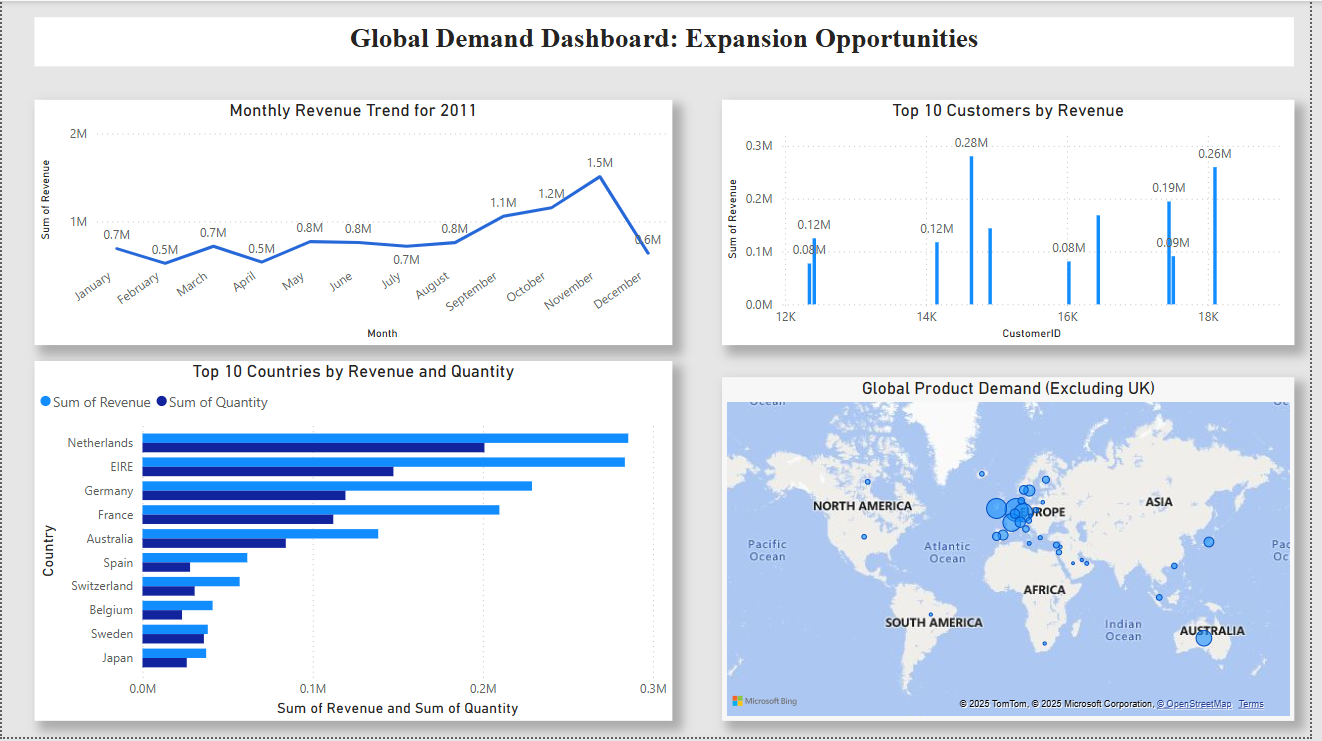 Global Demand Dashboard: Expansion Opportunities
Monthly Revenue Trend for 2011
Sum of Revenue
2M
1M
0.7M
0.5M
0.7M
0.5M
0.8M
0.8M
0.7M
0.8M
1.1M
1.2M
1.5M
0.6M
January
February
March
April
May
June
July
August
September
October
November
December
Month
Top 10 Customers by Revenue
Sum of Revenue
0.3M
0.2M
0.1M
0.0M
0.08M
0.12M
0.12M
0.28M
0.08M
0.19M
0.09M
0.26M
12K
14K
16K
18K
CustomerID
Top 10 Countries by Revenue and Quantity
Sum of Revenue
Sum of Quantity
Country
Netherlands
EIRE
Germany
France
Australia
Spain
Switzerland
Belgium
Sweden
Japan
0.0M
0.1M
0.2M
0.3M
Sum of Revenue and Sum of Quantity
Global Product Demand (Excluding UK)
Ocean
Oc
NORTH AMERICA
ROPE
ASIA
Pacific
Ocean
Atlantic
Ocean
Pac
Oc
AFRICA
SOUTH AMERICA
Indian
Ocean
AUSTRALIA
Microsoft Bing
© 2025 TomTom, © 2025 Microsoft Corporation, © OpenStreetMap Terms